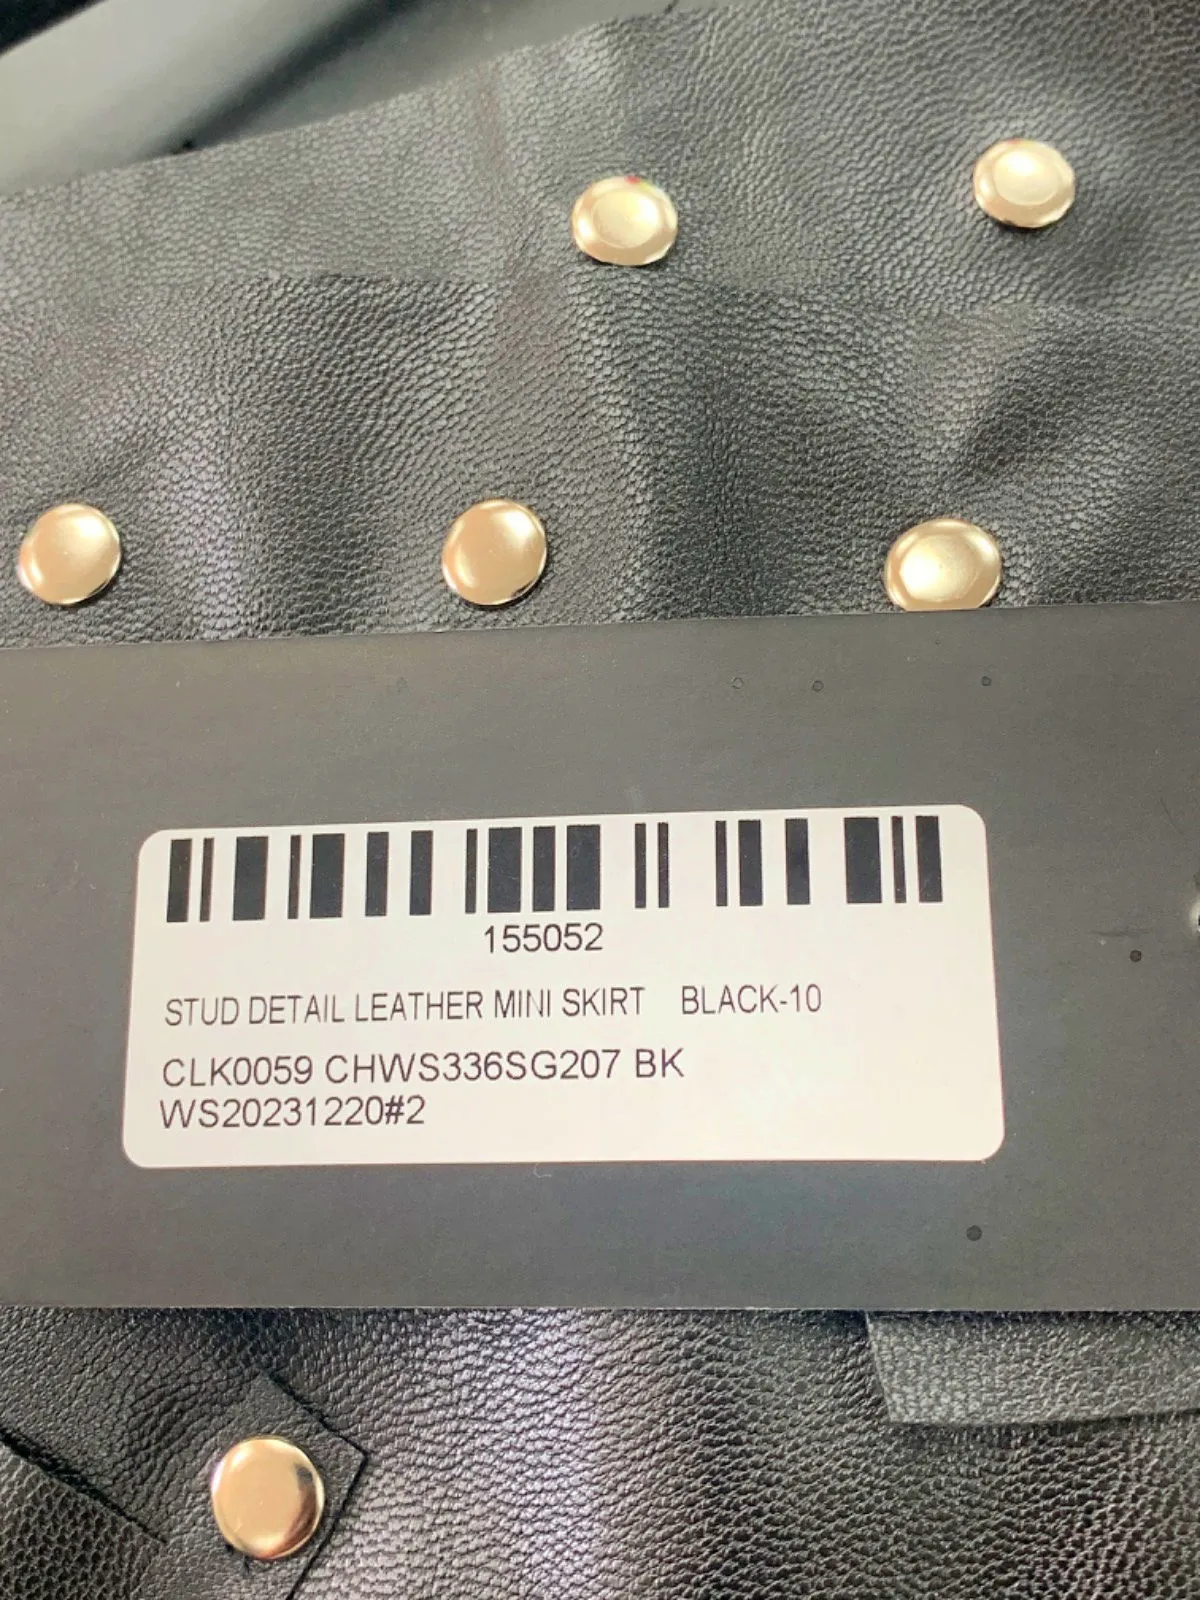 155052
STUD DETAIL LEATHER MINI SKIRT BLACK-10
CLK0059 CHWS336SG207 BK
WS20231220#2